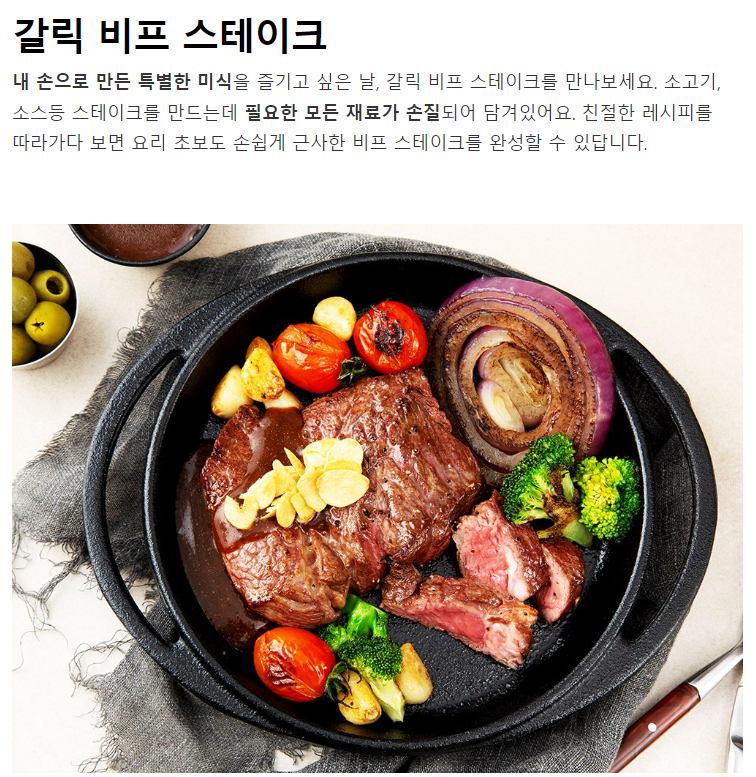 갈릭 비프 스테이크
내 손으로 만든 특별한 미식을 즐기고 싶은 날, 갈릭 비프 스테이크를 만나보세요. 소고기,
소스등 스테이크를 만드는데 필요한 모든 재료가 손질되어 담겨있어요. 친절한 레시피를
따라가다 보면 요리 초보도 손쉽게 근사한 비프 스테이크를 완성할 수 있답니다.